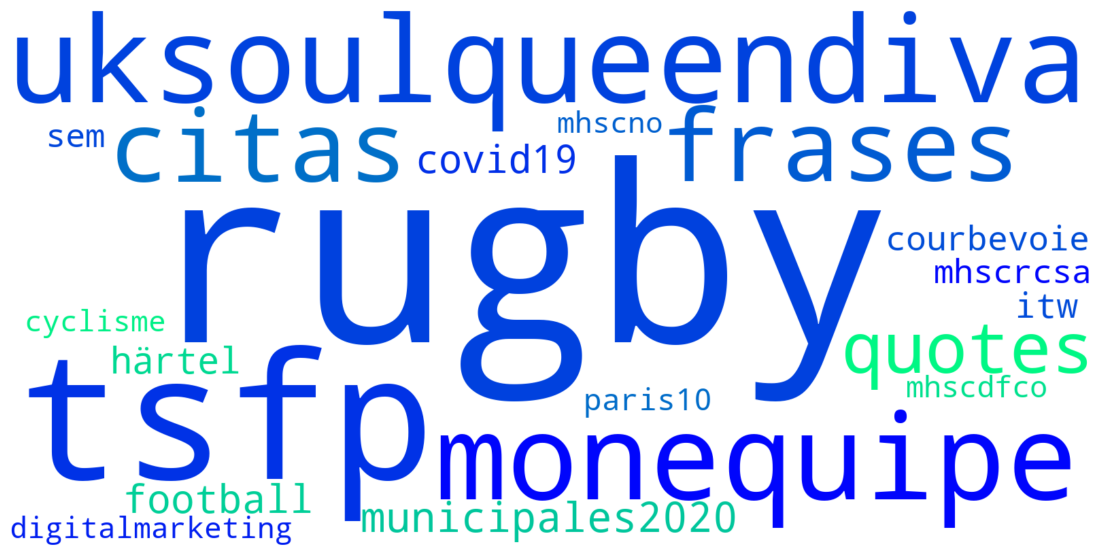 uksoulqueendiva
sem
citas
covid19
mhscno
frases
rugby
courbevoie
mhscrcsa
itw
cyclisme
härtel
quotes
mhscdfco
tsfp
paris10
monequipe
football
municipales2020
digitalmarketing